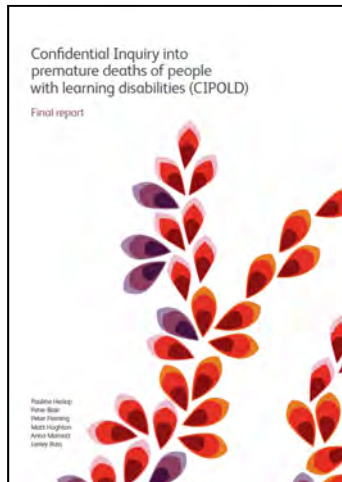 Confidential Inquiry into
premature deaths of people
with learning disabilities (CIPOLD)
Final report
Pauline Heslop
Peter Blair
Peter Fleming
Matt Hoghton
Anna Marriott
Lesley Russ